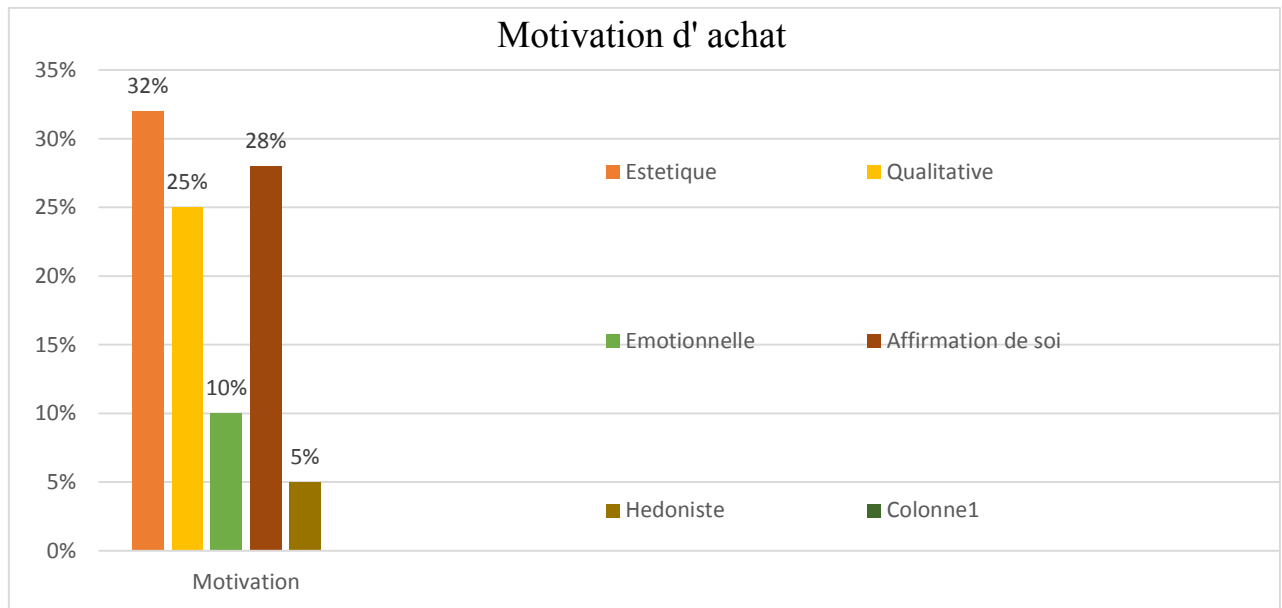 Motivation d' achat
35%
30%
25%
20%
15%
10%
5%
0%
32%
25%
10%
28%
5%
Motivation
Estetique
Qualitative
Emotionnelle
Affirmation de soi
Hedoniste
Colonne1